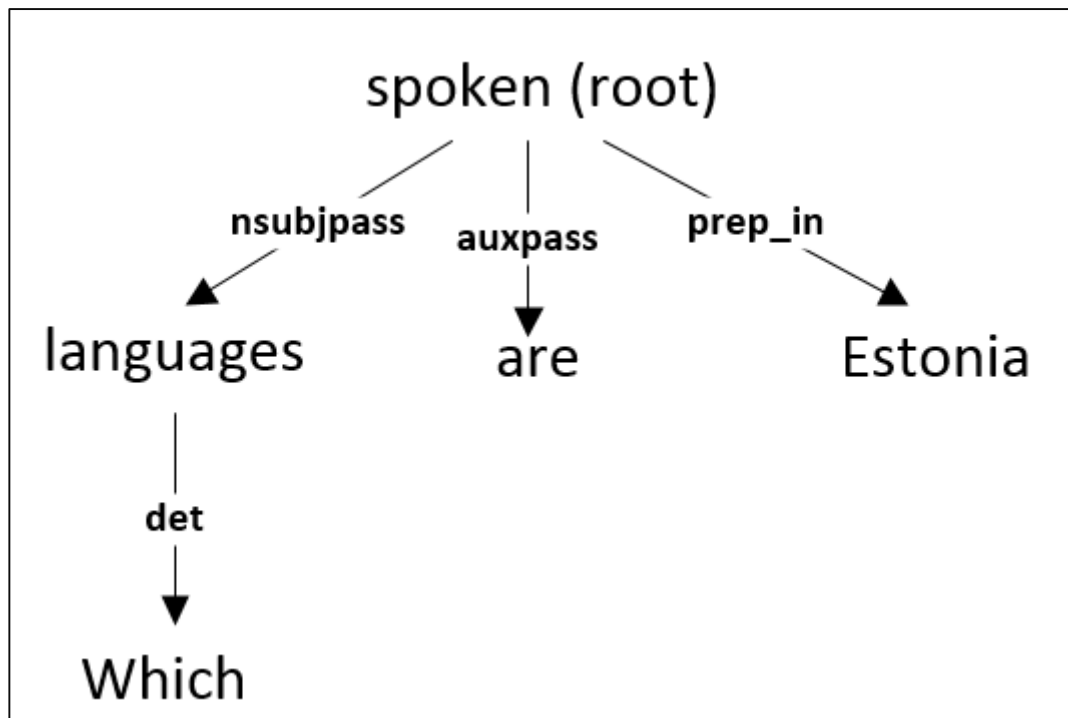 spoken (root)
nsubjpass
auxpass
prep_in
languages
are
Estonia
det
Which